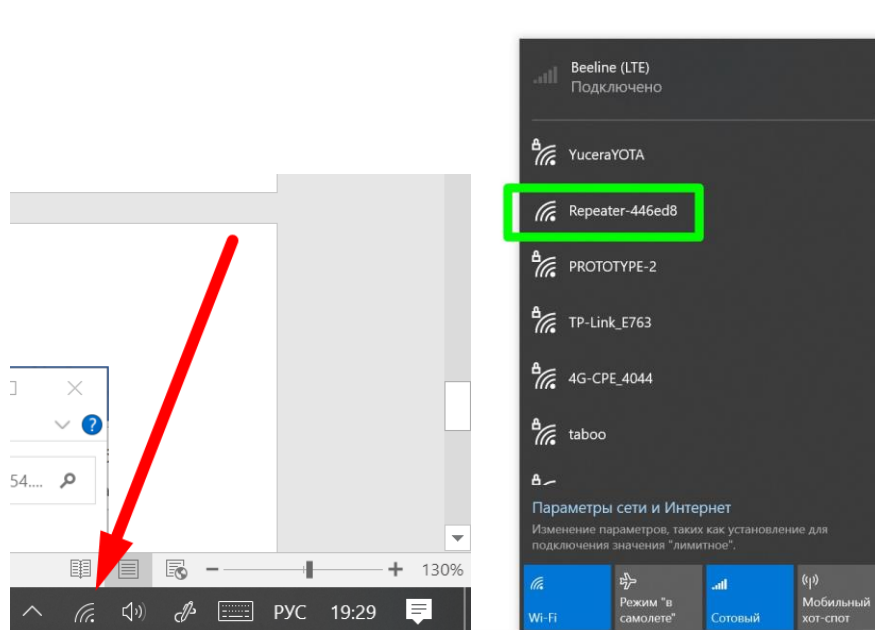 54....
130%
РУС
19:29
Beeline (LTE)
Подключено
YuceraYOTA
Repeater-446ed8
PROTOTYPE-2
TP-Link_E763
4G-CPE_4044
taboo
Параметры сети и Интернет
Изменение параметров, таких как установление для
подключения значения "лимитное".
Wi-Fi
Режим "в
самолете"
Сотовый
Мобильный
хот-спот